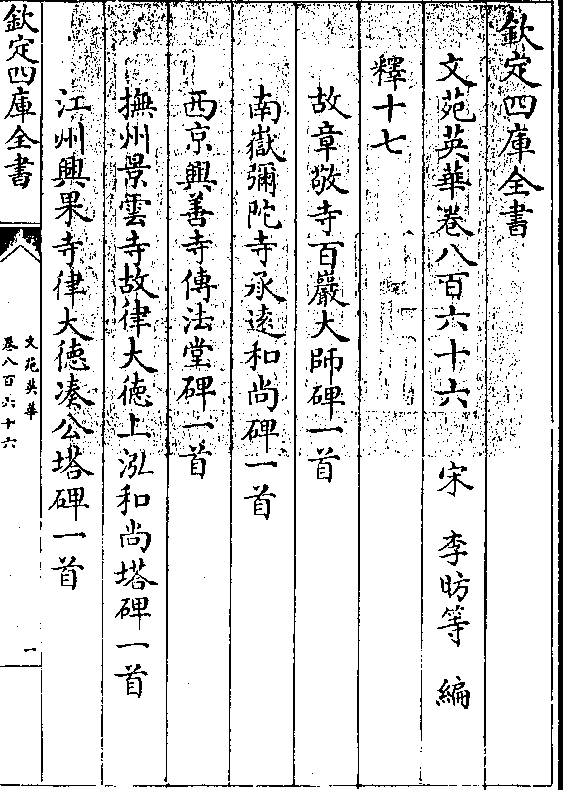 欽定四庫全書
文苑英華卷八百六十六 宋 李昉等 編
釋十七
故章敬寺百巖大師碑一首
南嶽彌陀寺承逺和尚碑一首
西京興善寺傳法堂碑一首
撫州景雲寺故律大徳上泓和尚塔碑一首
江州興果寺律大徳凑公塔碑一首
欽定四庫全書
文苑英華
卷八百六十六
一